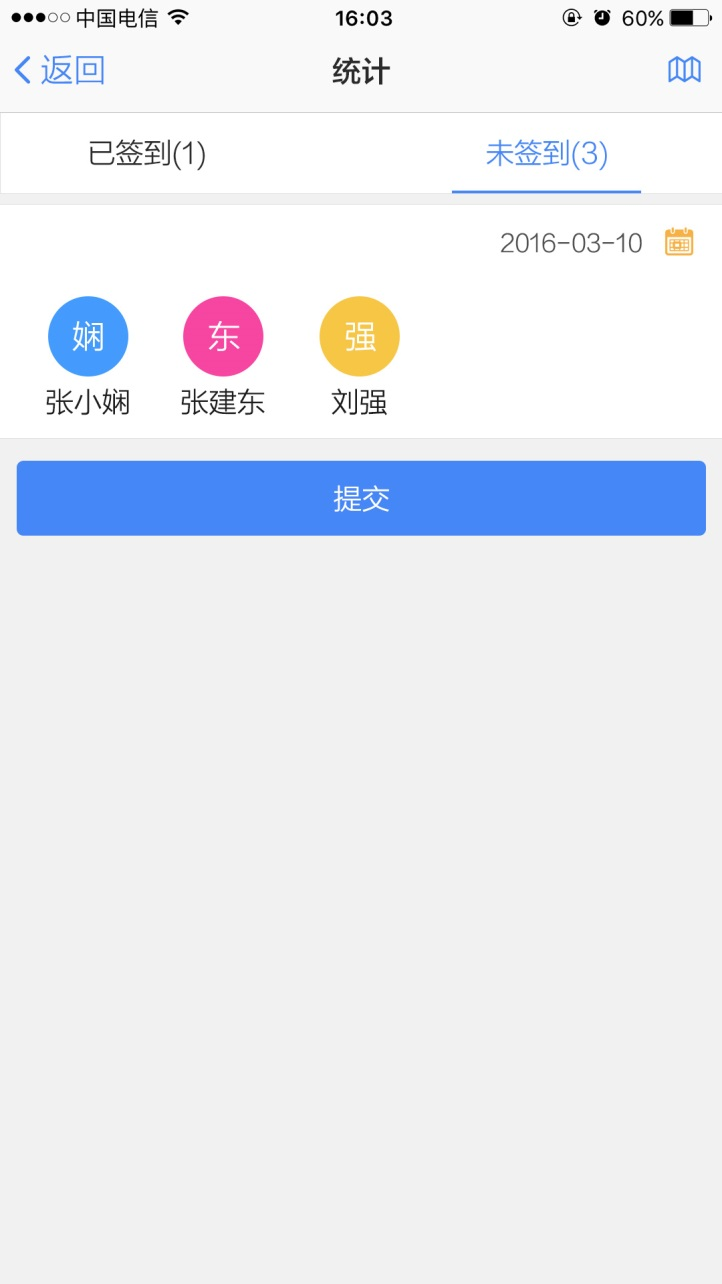 中国电信 16:03 60%
返回 统计
已签到(1) 未签到(3)
2016-03-10
娴 东 强
张小娴 张建东 刘强
提交